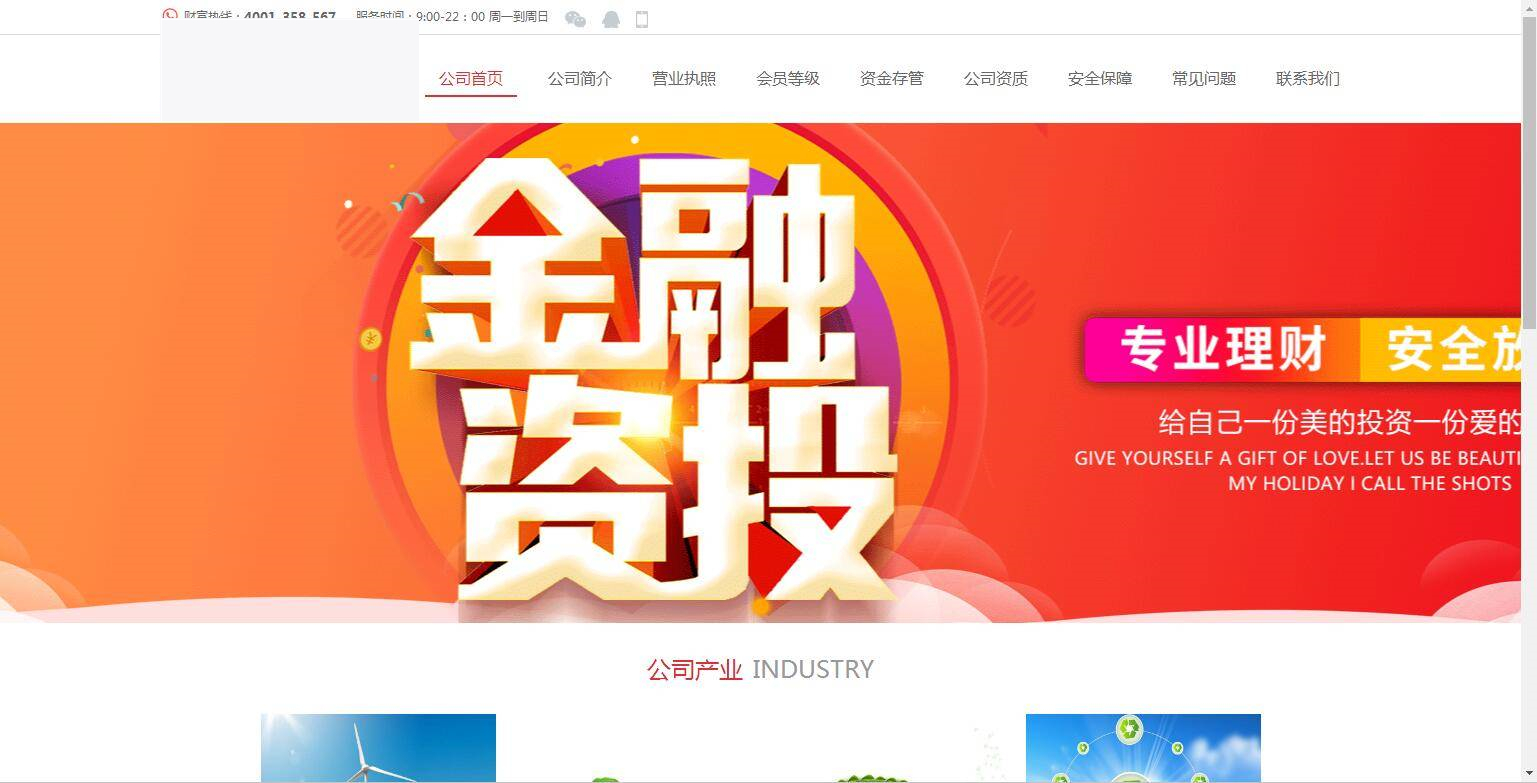 财富热线：4001-358-567 服务时间：9:00-22：00 周一到周日
公司首页 公司简介 营业执照 会员等级 资金存管 公司资质 安全保障 常见问题 联系我们
金融
资投
专业理财 安全放
给自己一份美的投资一份爱的
GIVE YOURSELF A GIFT OF LOVE.LET US BE BEAUTI
MY HOLIDAY I CALL THE SHOTS
公司产业 INDUSTRY